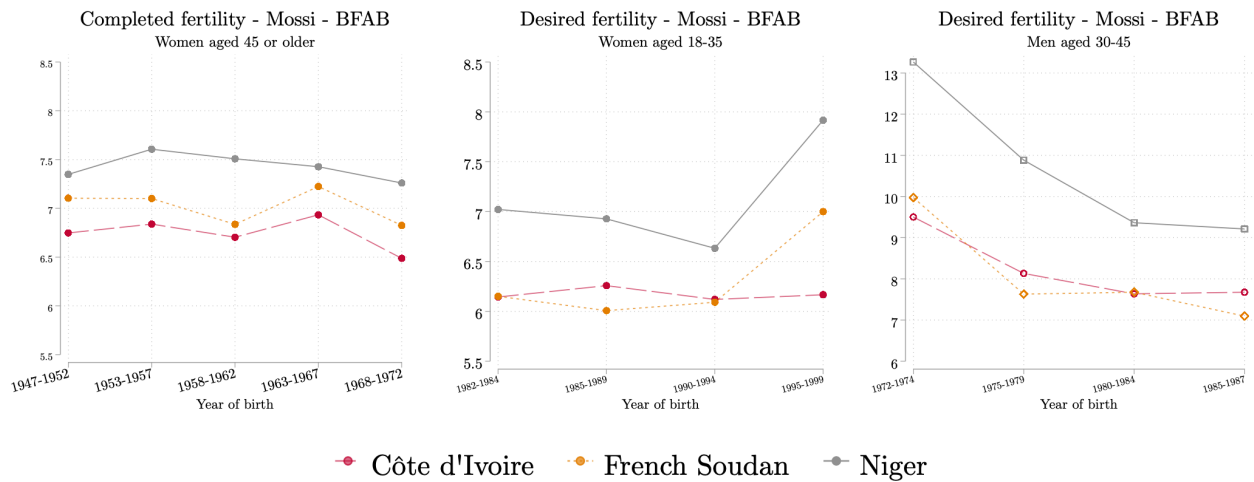 Completed fertility - Mossi - BFAB
Women aged 45 or older
8.5
8
7.5
7
6.5
6
5.5
1947-1952
1953-1957
1958-1962
1963-1967
1968-1972
Year of birth
Desired fertility - Mossi - BFAB
Women aged 18-35
8.5
8
7.5
7
6.5
6
5.5
1982-1984
1985-1989
1990-1994
1995-1999
Year of birth
Desired fertility - Mossi - BFAB
Men aged 30-45
13
12
11
10
9
8
7
6
1972-1974
1975-1979
1980-1984
1985-1987
Year of birth
Côte d'Ivoire
French Soudan
Niger